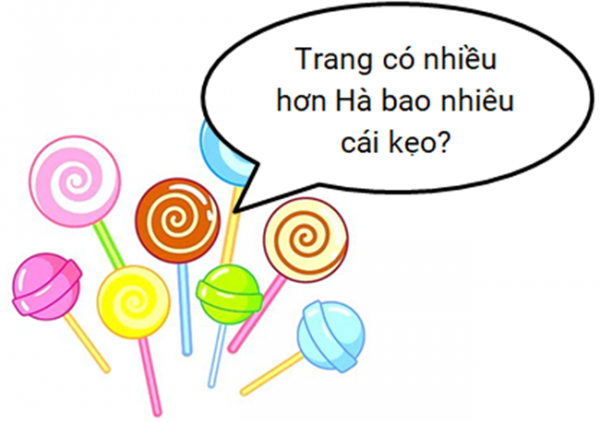 Trang có nhiều
hơn Hà bao nhiêu
cái kẹo?